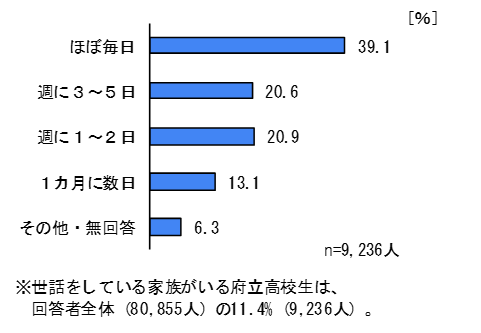 ［%］
ほぼ毎日 39.1
週に３～５日 20.6
週に１～２日 20.9
１カ月に数日 13.1
その他・無回答 6.3
n=9,236人
※世話をしている家族がいる府立高校生は、
回答者全体（80,855人）の11.4%（9,236人）。